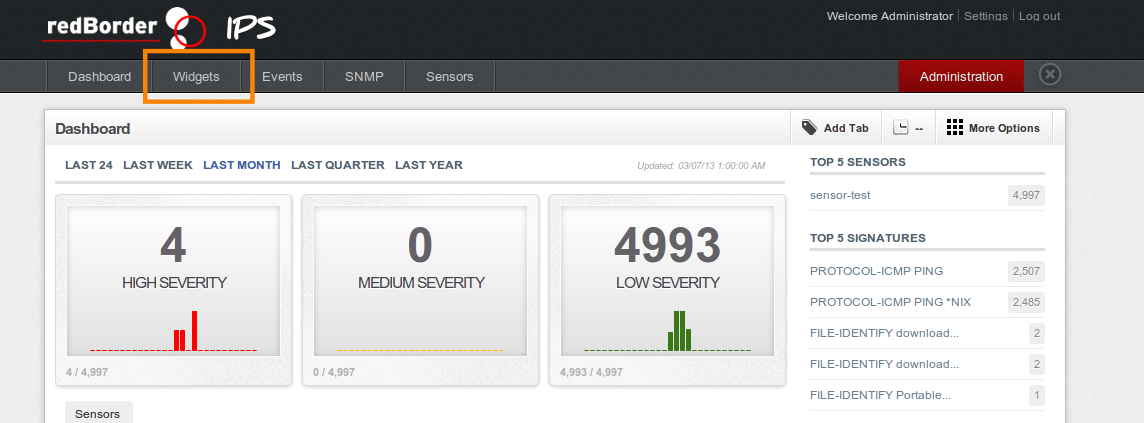 redBorder IPS
Welcome Administrator Settings Log out
Dashboard Widgets Events SNMP Sensors Administration
Dashboard Add Tab -- More Options
LAST 24 LAST WEEK LAST MONTH LAST QUARTER LAST YEAR Updated: 03/07/13 1:00:00 AM
4
HIGH SEVERITY
4 / 4,997
0
MEDIUM SEVERITY
0 / 4,997
4993
LOW SEVERITY
4,993 / 4,997
Sensors
TOP 5 SENSORS
sensor-test 4,997
TOP 5 SIGNATURES
PROTOCOL-ICMP PING 2,507
PROTOCOL-ICMP PING *NIX 2,485
FILE-IDENTIFY download... 2
FILE-IDENTIFY download... 2
FILE-IDENTIFY Portable... 1